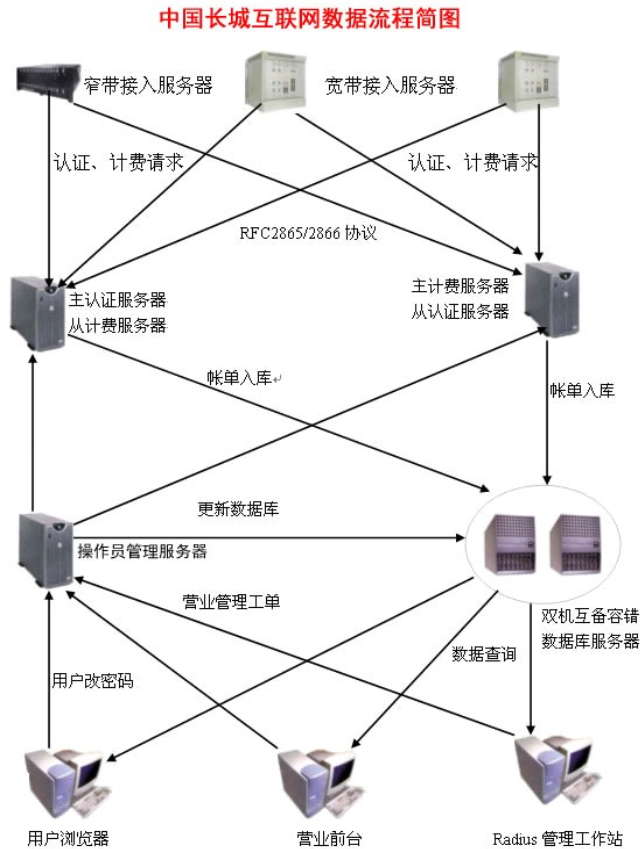 中国长城互联网数据流程简图
窄带接入服务器
宽带接入服务器
认证、计费请求
认证、计费请求
RFC2865/2866 协议
主认证服务器
从计费服务器
主计费服务器
从认证服务器
帐单入库
帐单入库
更新数据库
操作员管理服务器
营业管理工单
双机互备容错
数据库服务器
数据查询
用户改密码
用户浏览器
营业前台
Radius 管理工作站